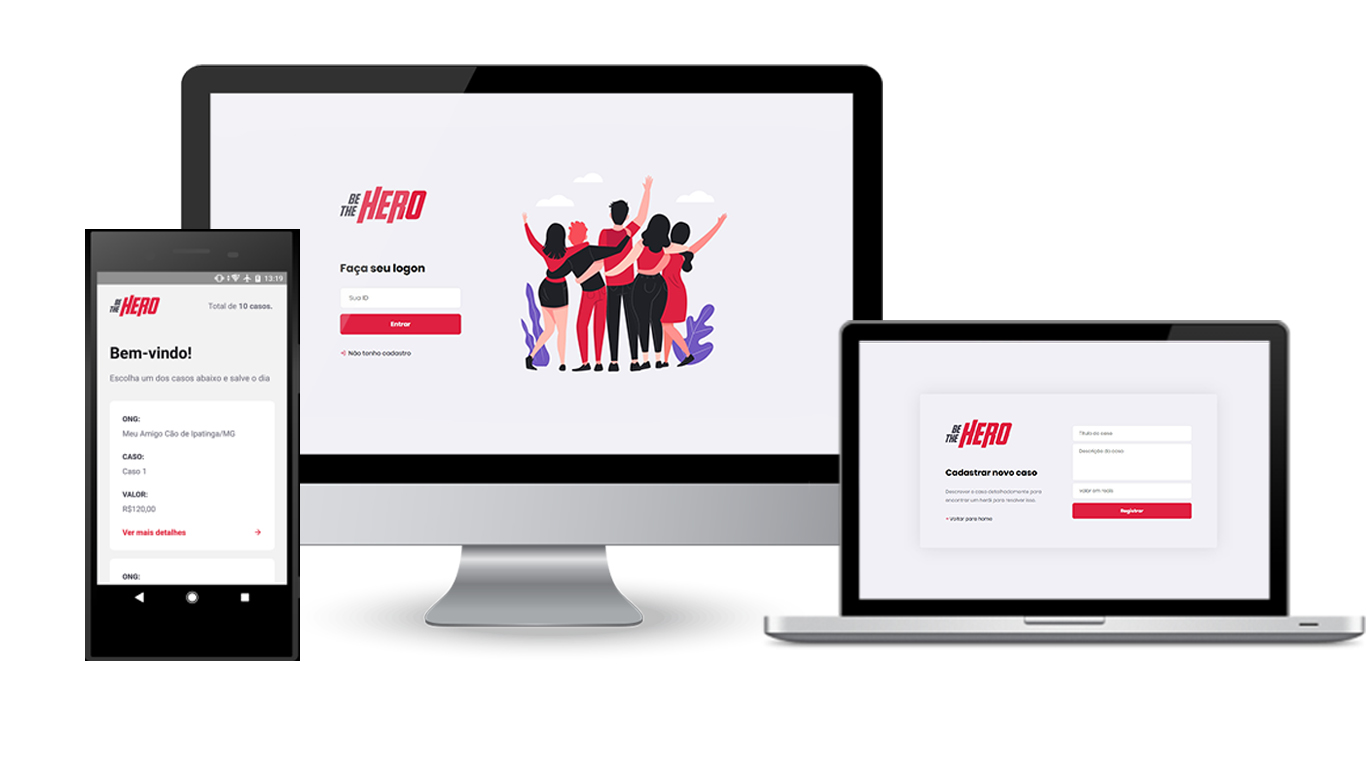 BE THE HERO
Faça seu logon
Sua ID
Entrar
Não tenho cadastro
13:19
BE THE HERO
Total de 10 casos.
Bem-vindo!
Escolha um dos casos abaixo e salve o dia
ONG:
Meu Amigo Cão de Ipatinga/MG
CASO:
Caso 1
VALOR:
R$120,00
Ver mais detalhes
ONG:
BE THE HERO
Cadastrar novo caso
Descreva o caso detalhadamente para
encontrar um herói para resolver isso.
Voltar para home
Título do caso
Descrição do caso
Valor em reais
Registrar